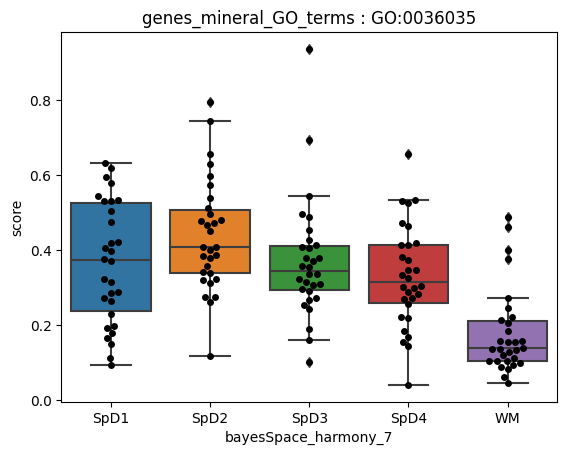 genes_mineral_GO_terms : GO:0036035
score
0.8
0.6
0.4
0.2
0.0
SpD1 SpD2 SpD3 SpD4 WM
bayesSpace_harmony_7